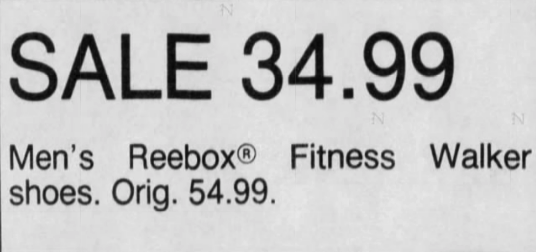 SALE 34.99
Men's Reebox® Fitness Walker
shoes. Orig. 54.99.